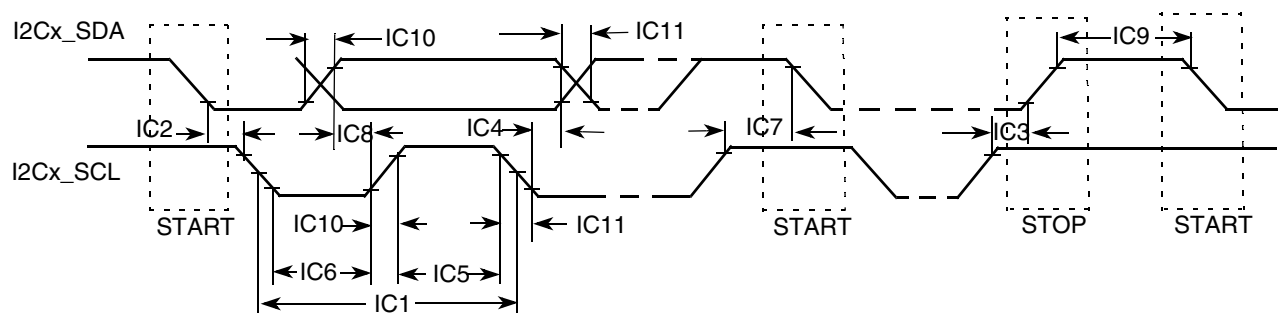 I2Cx_SDA
IC10
IC11
IC9
IC2
IC8
IC4
IC7
IC3
I2Cx_SCL
START
IC10
IC11
START
STOP
START
IC6
IC5
IC1